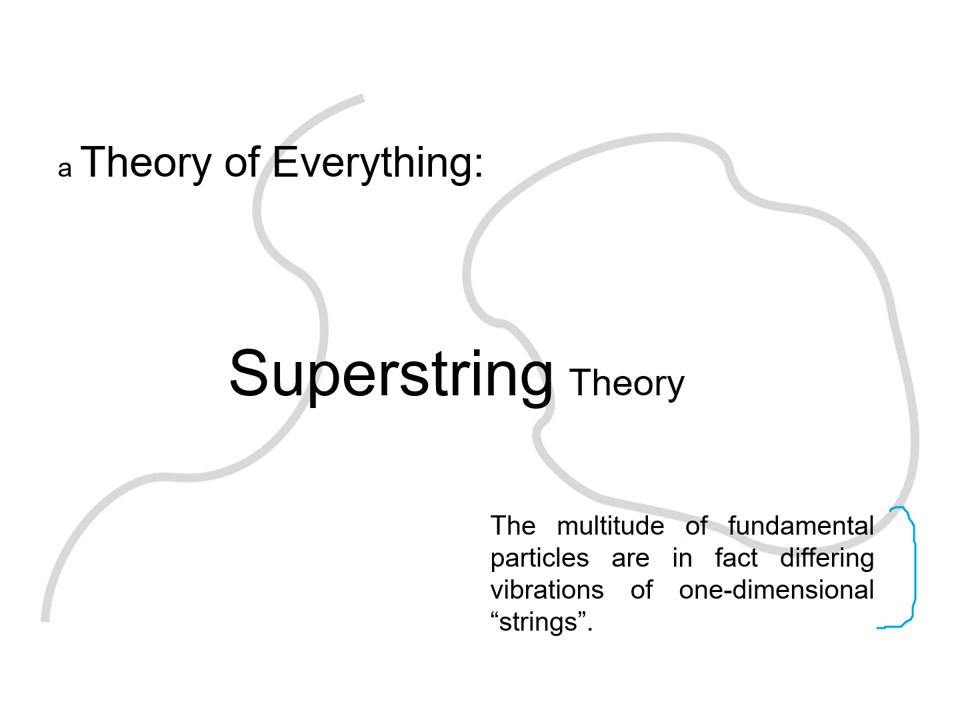 a Theory of Everything:
Superstring Theory
The multitude of fundamental
particles are in fact differing
vibrations of one-dimensional
“strings”.